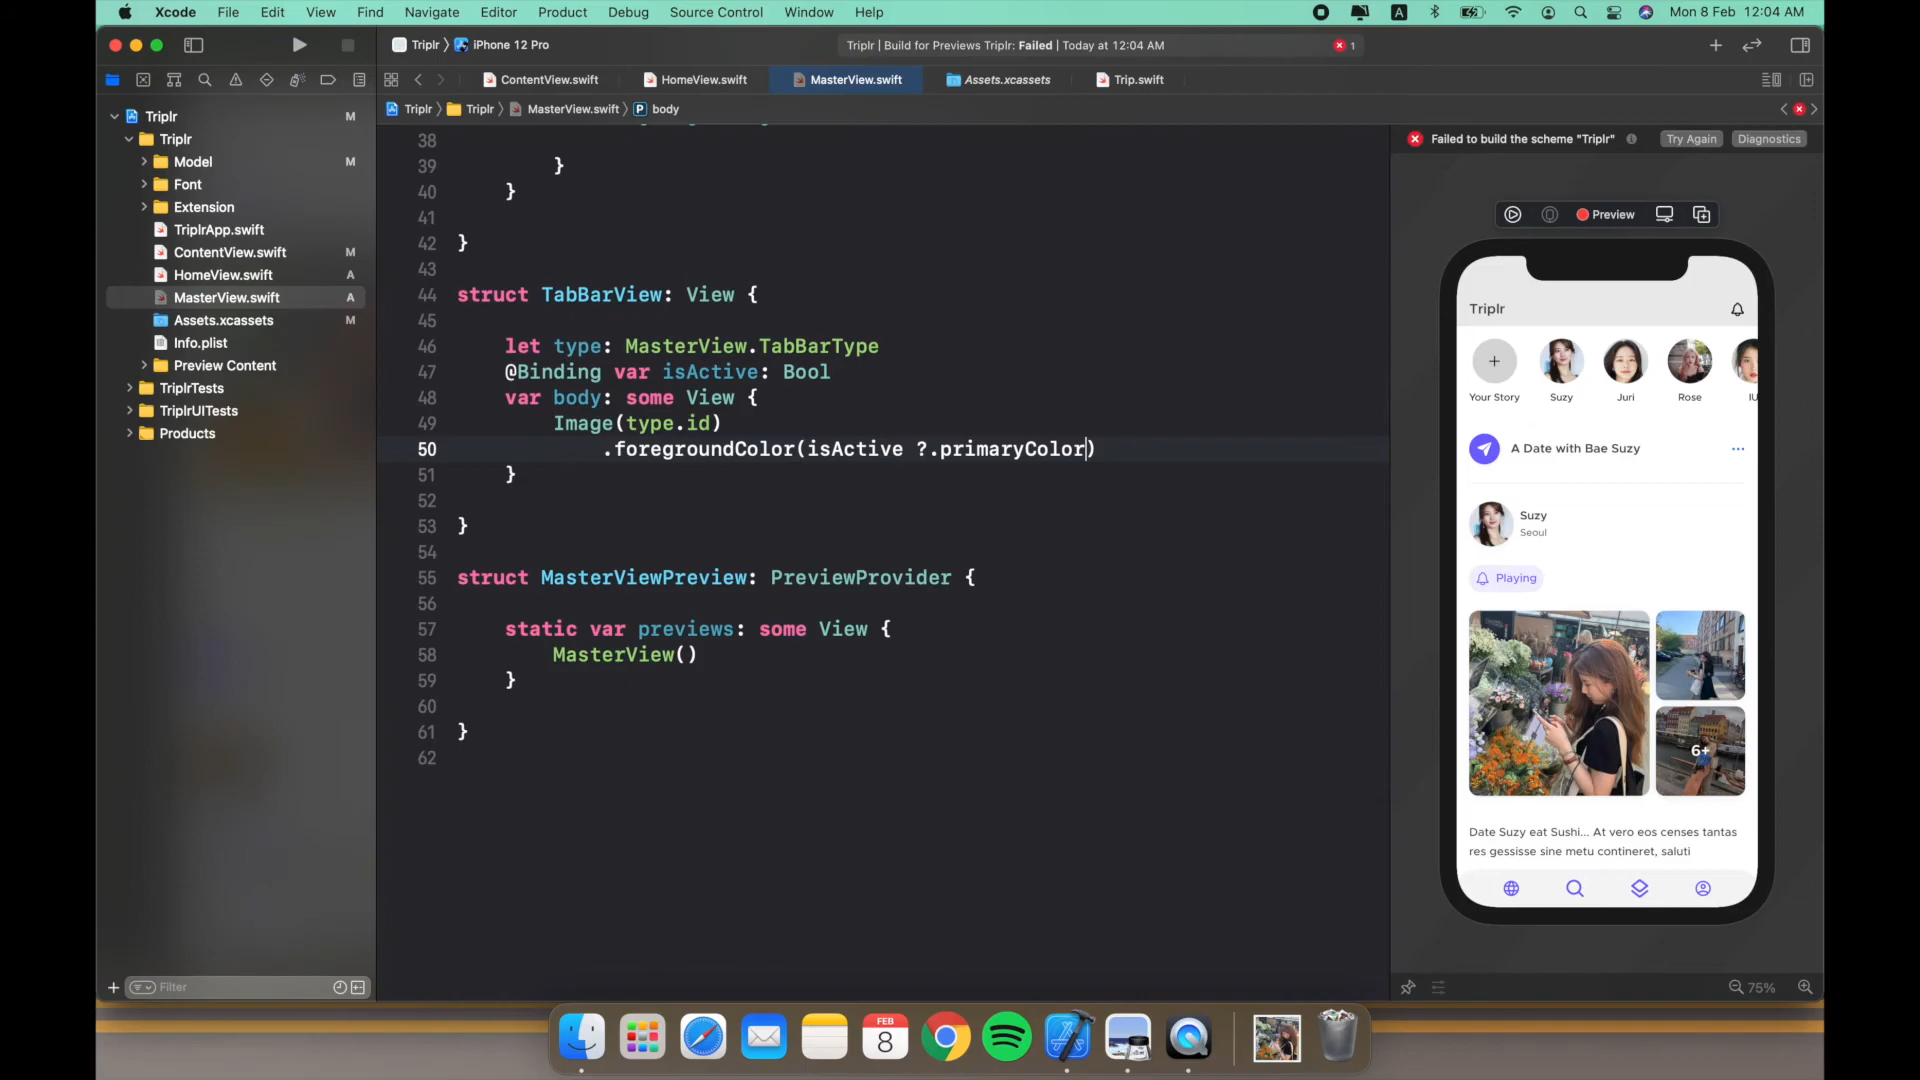 Xcode File Edit View Find Navigate Editor Product Debug Source Control Window Help A Mon 8 Feb 12:04 AM
Triplr iPhone 12 Pro Triplr | Build for Previews Triplr: Failed | Today at 12:04 AM 1
ContentView.swift HomeView.swift MasterView.swift Assets.xcassets Trip.swift
Triplr Triplr MasterView.swift P body
Triplr M
Triplr
Model M
Font
Extension
TriplrApp.swift
ContentView.swift M
HomeView.swift A
MasterView.swift A
Assets.xcassets M
Info.plist
Preview Content
TriplrTests
TriplrUITests
Products
Filter
38
39 }
40 }
41
42 }
43
44 struct TabBarView: View {
45
46 let type: MasterView.TabBarType
47 @Binding var isActive: Bool
48 var body: some View {
49 Image(type.id)
50 .foregroundColor(isActive ?.primaryColor)
51 }
52
53 }
54
55 struct MasterViewPreview: PreviewProvider {
56
57 static var previews: some View {
58 MasterView()
59 }
60
61 }
62
Failed to build the scheme "Triplr" Try Again Diagnostics
Preview
Triplr
Your Story Suzy Juri Rose IU
A Date with Bae Suzy
Suzy
Seoul
Playing
6+
Date Suzy eat Sushi... At vero eos censes tantas
res gessisse sine metu contineret, saluti
75%
FEB
8